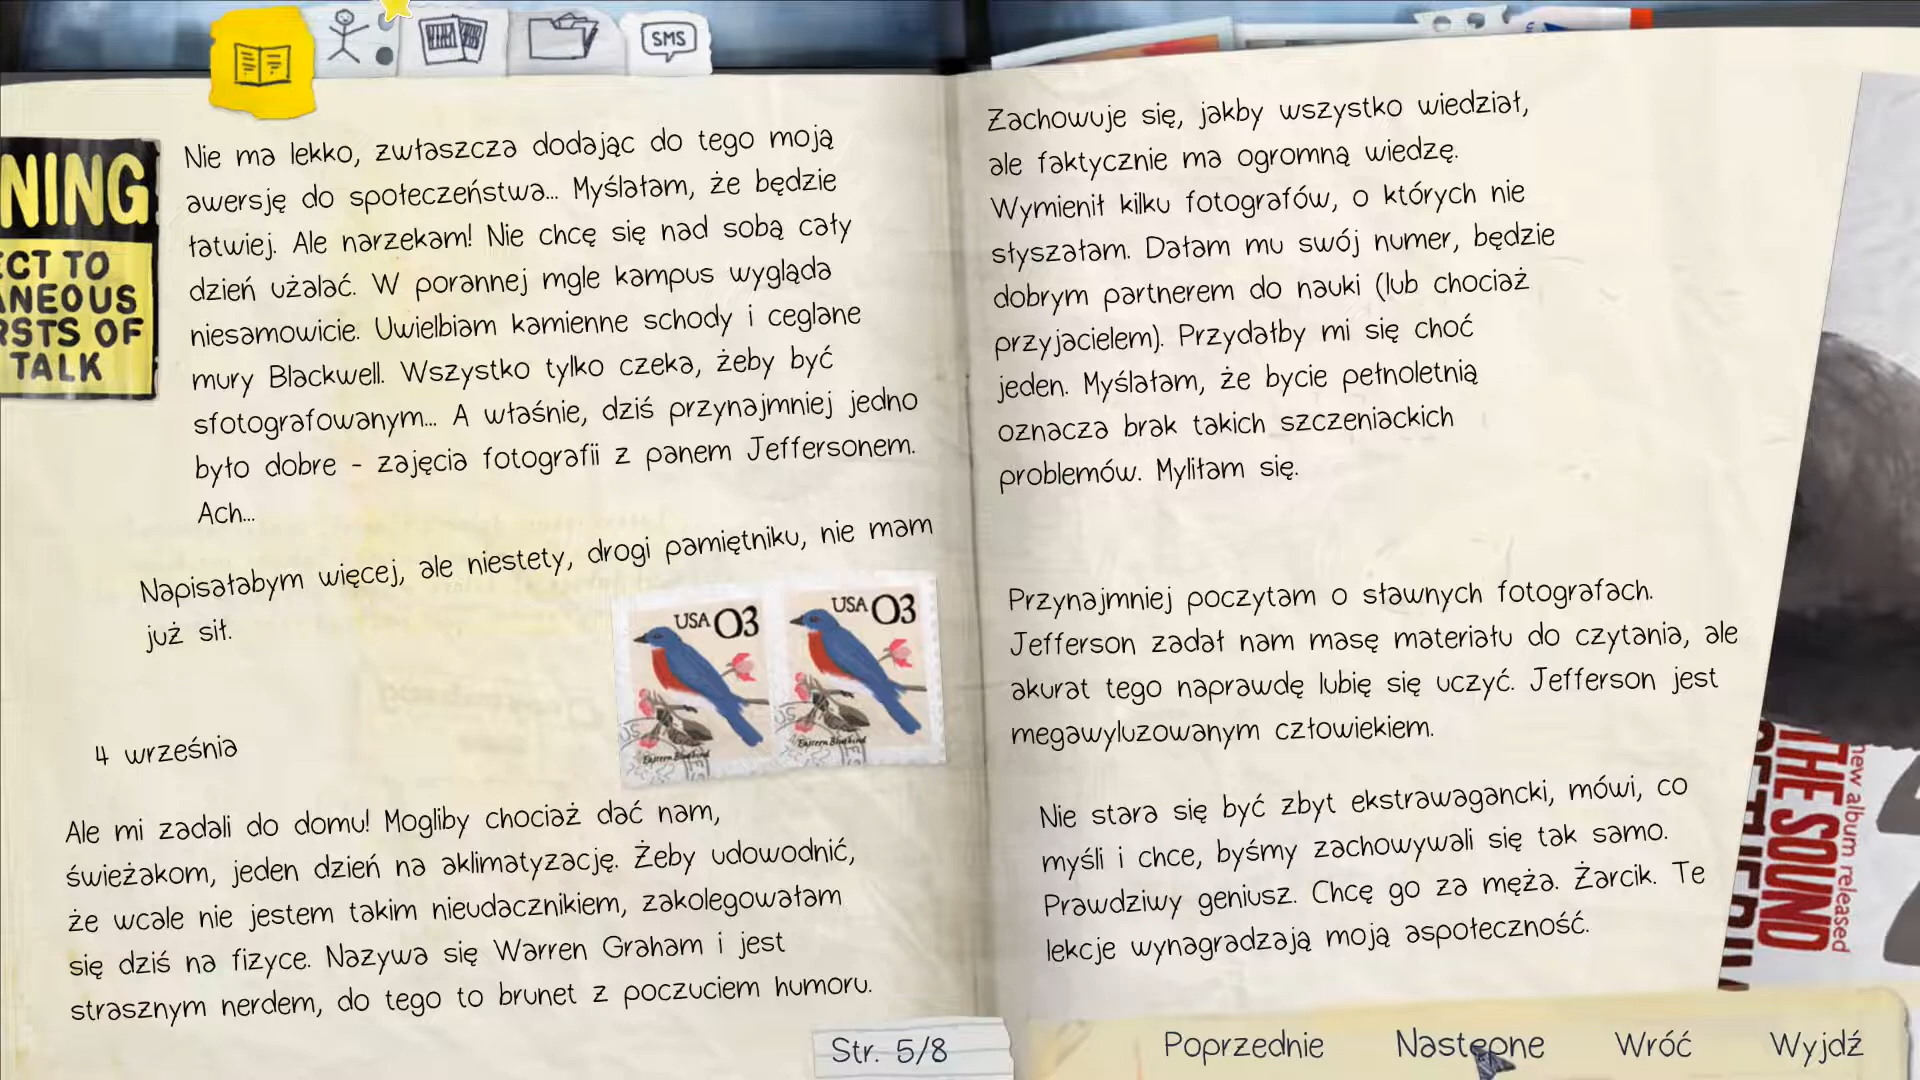 SMS
NING
ECT TO
ANEOUS
RSTS OF
TALK
Nie ma lekko, zwłaszcza dodając do tego moją
awersję do społeczeństwa... Myślałam, że będzie
łatwiej. Ale narzekam! Nie chcę się nad sobą cały
dzień użalać. W porannej mgle kampus wygląda
niesamowicie. Uwielbiam kamienne schody i ceglane
mury Blackwell. Wszystko tylko czeka, żeby być
sfotografowanym... A właśnie, dziś przynajmniej jedno
było dobre - zajęcia fotografii z panem Jeffersonem.
Ach...
Napisałabym więcej, ale niestety, drogi pamiętniku, nie mam
już sił.
USA 03
USA 03
Eastern Bluebird
Eastern Bluebird
4 września
Ale mi zadali do domu! Mogliby chociaż dać nam,
świeżakom, jeden dzień na aklimatyzację. Żeby udowodnić,
że wcale nie jestem takim nieudacznikiem, zakolegowałam
się dziś na fizyce. Nazywa się Warren Graham i jest
strasznym nerdem, do tego to brunet z poczuciem humoru.
Zachowuje się, jakby wszystko wiedział,
ale faktycznie ma ogromną wiedzę.
Wymienił kilku fotografów, o których nie
słyszałam. Dałam mu swój numer, będzie
dobrym partnerem do nauki (lub chociaż
przyjacielem). Przydałby mi się choć
jeden. Myślałam, że bycie pełnoletnią
oznacza brak takich szczeniackich
problemów. Myliłam się.
Przynajmniej poczytam o sławnych fotografach.
Jefferson zadał nam masę materiału do czytania, ale
akurat tego naprawdę lubię się uczyć. Jefferson jest
megawyluzowanym człowiekiem.
Nie stara się być zbyt ekstrawagancki, mówi, co
myśli i chce, byśmy zachowywali się tak samo.
Prawdziwy geniusz. Chcę go za męża. Żarcik. Te
lekcje wynagradzają moją aspołeczność.
new album released
THE SOUND
Str. 5/8
Poprzednie
Następne
Wróć
Wyjdź